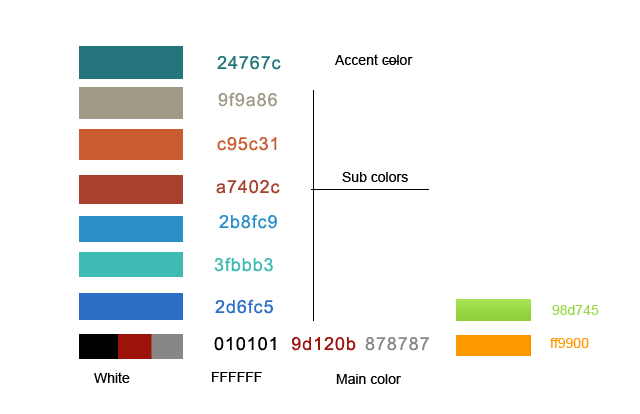 24767c Accent color
9f9a86
c95c31
a7402c
Sub colors
2b8fc9
3fbbb3
2d6fc5
98d745
010101 9d120b 878787
ff9900
White FFFFFF Main color